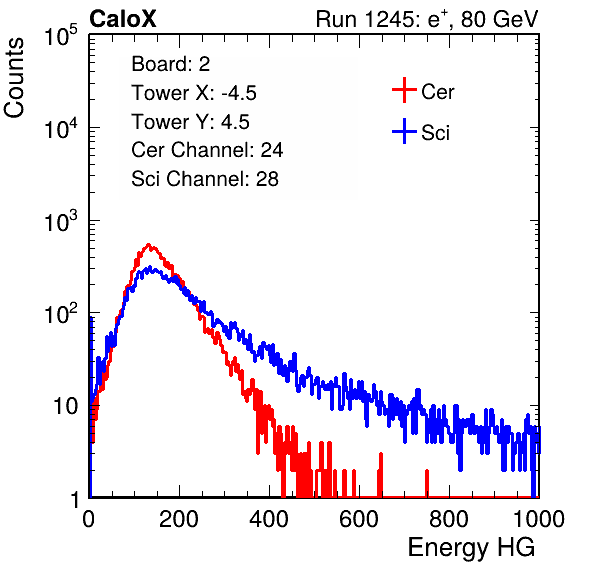 CaloX Run 1245: e⁺, 80 GeV
Counts
Board: 2
Tower X: -4.5
Tower Y: 4.5
Cer Channel: 24
Sci Channel: 28
Cer
Sci
10⁵
10⁴
10³
10²
10
1
0 200 400 600 800 1000
Energy HG